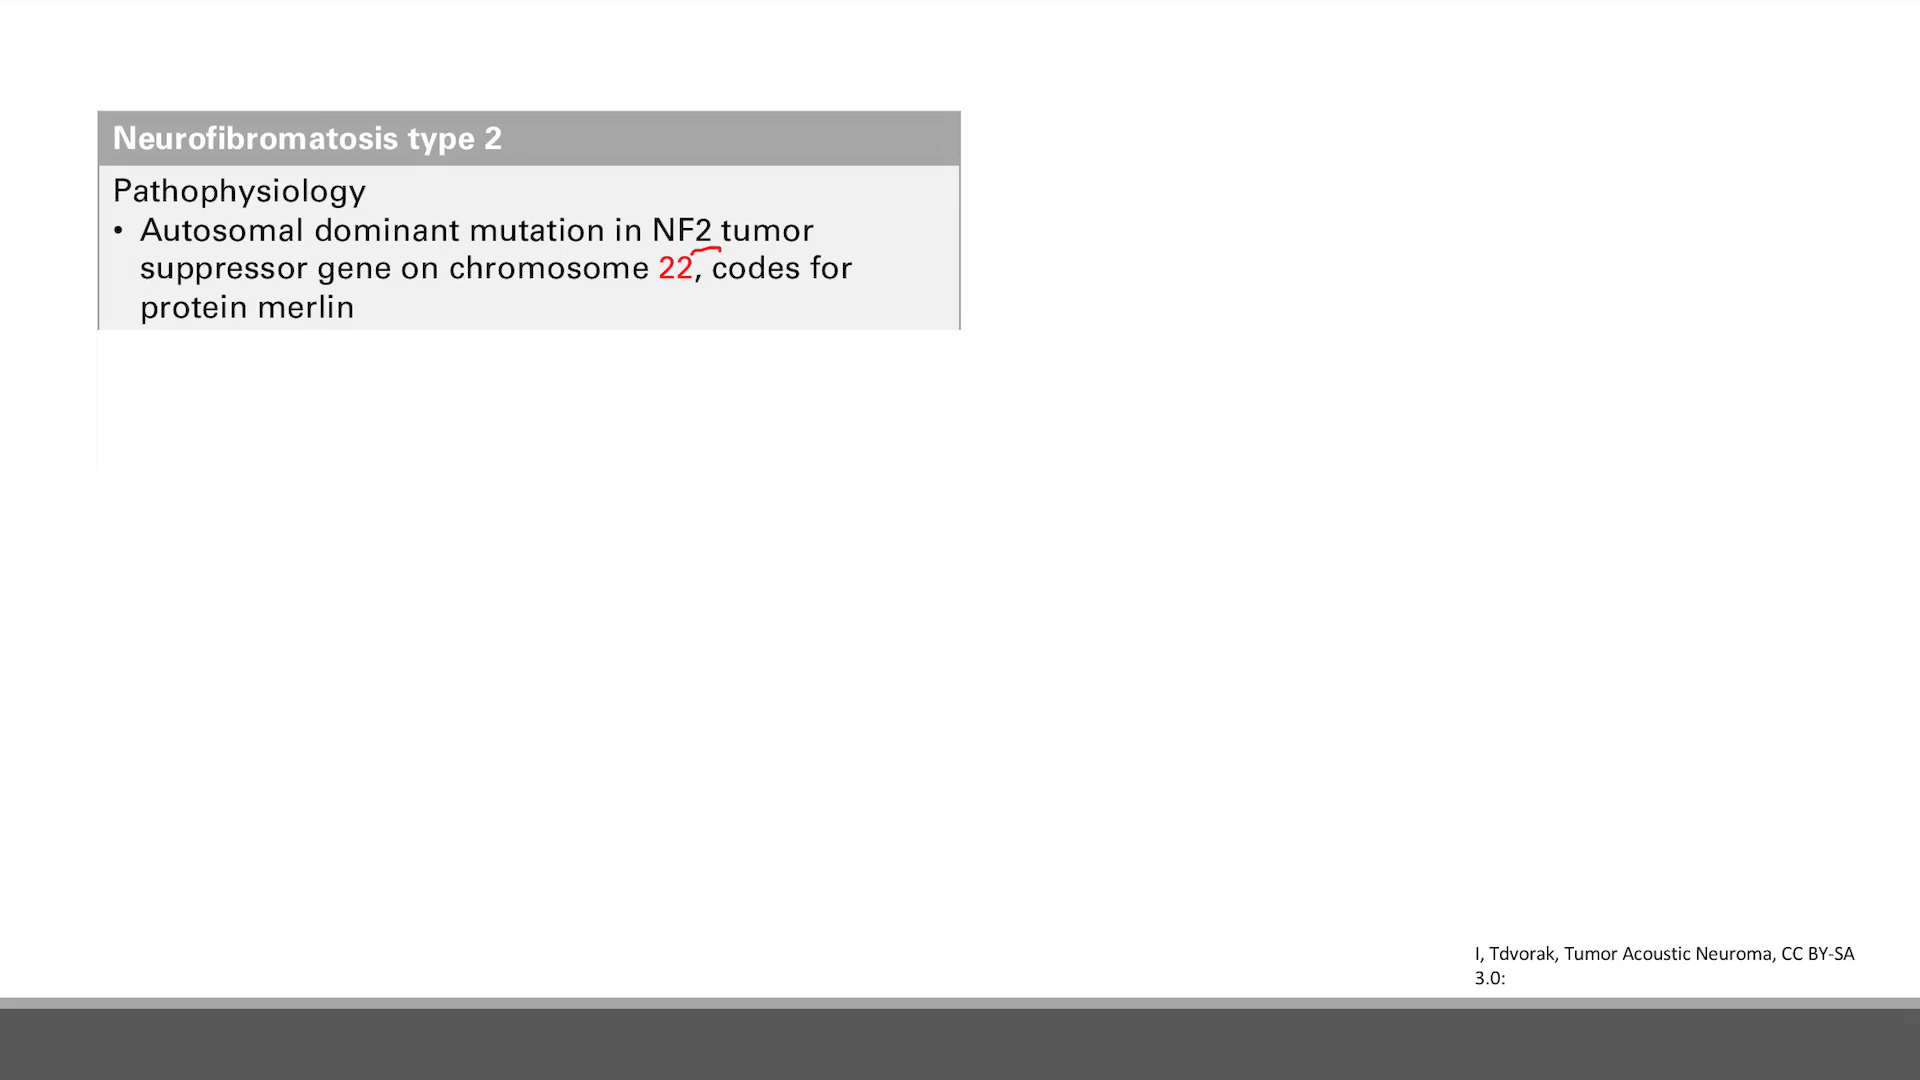 Neurofibromatosis type 2
Pathophysiology
• Autosomal dominant mutation in NF2 tumor
suppressor gene on chromosome 22, codes for
protein merlin
I, Tdvorak, Tumor Acoustic Neuroma, CC BY-SA
3.0: